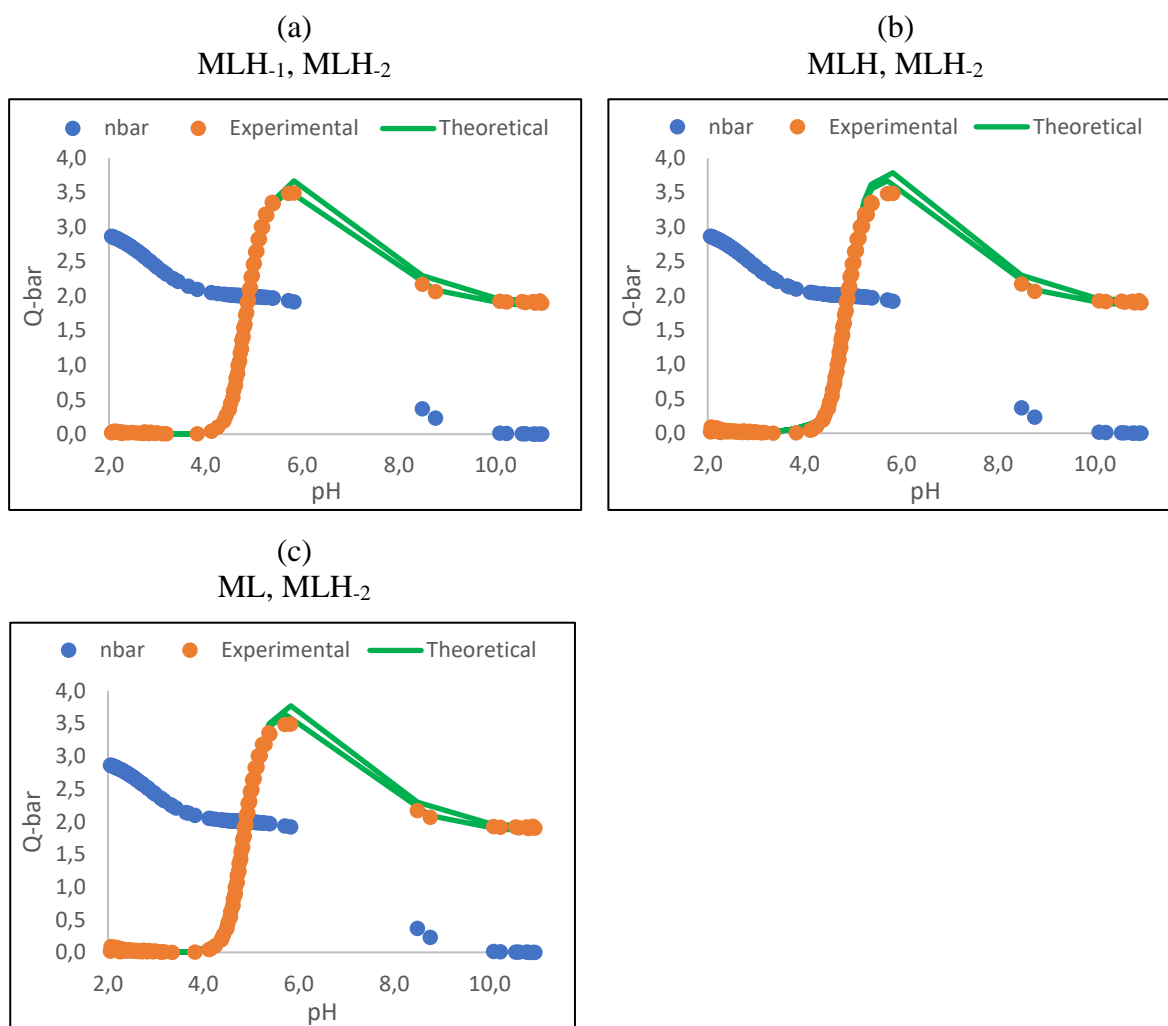 (a)
MLH-1, MLH-2
nbar Experimental Theoretical
4,0
3,5
3,0
2,5
2,0
1,5
1,0
0,5
0,0
Q-bar
2,0 4,0 6,0 8,0 10,0
pH
(b)
MLH, MLH-2
nbar Experimental Theoretical
4,0
3,5
3,0
2,5
2,0
1,5
1,0
0,5
0,0
Q-bar
2,0 4,0 6,0 8,0 10,0
pH
(c)
ML, MLH-2
nbar Experimental Theoretical
4,0
3,5
3,0
2,5
2,0
1,5
1,0
0,5
0,0
Q-bar
2,0 4,0 6,0 8,0 10,0
pH